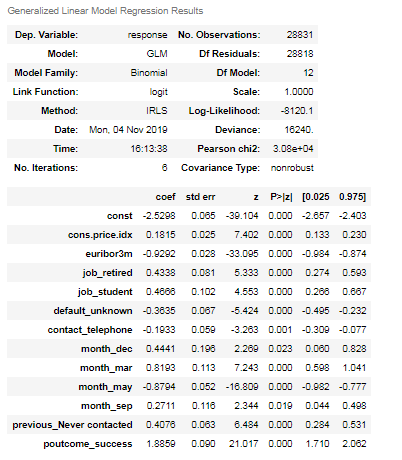 Generalized Linear Model Regression Results
Dep. Variable: response No. Observations: 28831
Model: GLM Df Residuals: 28818
Model Family: Binomial Df Model: 12
Link Function: logit Scale: 1.0000
Method: IRLS Log-Likelihood: -8120.1
Date: Mon, 04 Nov 2019 Deviance: 16240.
Time: 16:13:38 Pearson chi2: 3.08e+04
No. Iterations: 6 Covariance Type: nonrobust
coef std err z P>|z| [0.025 0.975]
const -2.5298 0.065 -39.104 0.000 -2.657 -2.403
cons.price.idx 0.1815 0.025 7.402 0.000 0.133 0.230
euribor3m -0.9292 0.028 -33.095 0.000 -0.984 -0.874
job_retired 0.4338 0.081 5.333 0.000 0.274 0.593
job_student 0.4666 0.102 4.553 0.000 0.266 0.667
default_unknown -0.3635 0.067 -5.424 0.000 -0.495 -0.232
contact_telephone -0.1933 0.059 -3.263 0.001 -0.309 -0.077
month_dec 0.4441 0.196 2.269 0.023 0.060 0.828
month_mar 0.8193 0.113 7.243 0.000 0.598 1.041
month_may -0.8794 0.052 -16.809 0.000 -0.982 -0.777
month_sep 0.2711 0.116 2.344 0.019 0.044 0.498
previous_Never contacted 0.4076 0.063 6.484 0.000 0.284 0.531
poutcome_success 1.8859 0.090 21.017 0.000 1.710 2.062